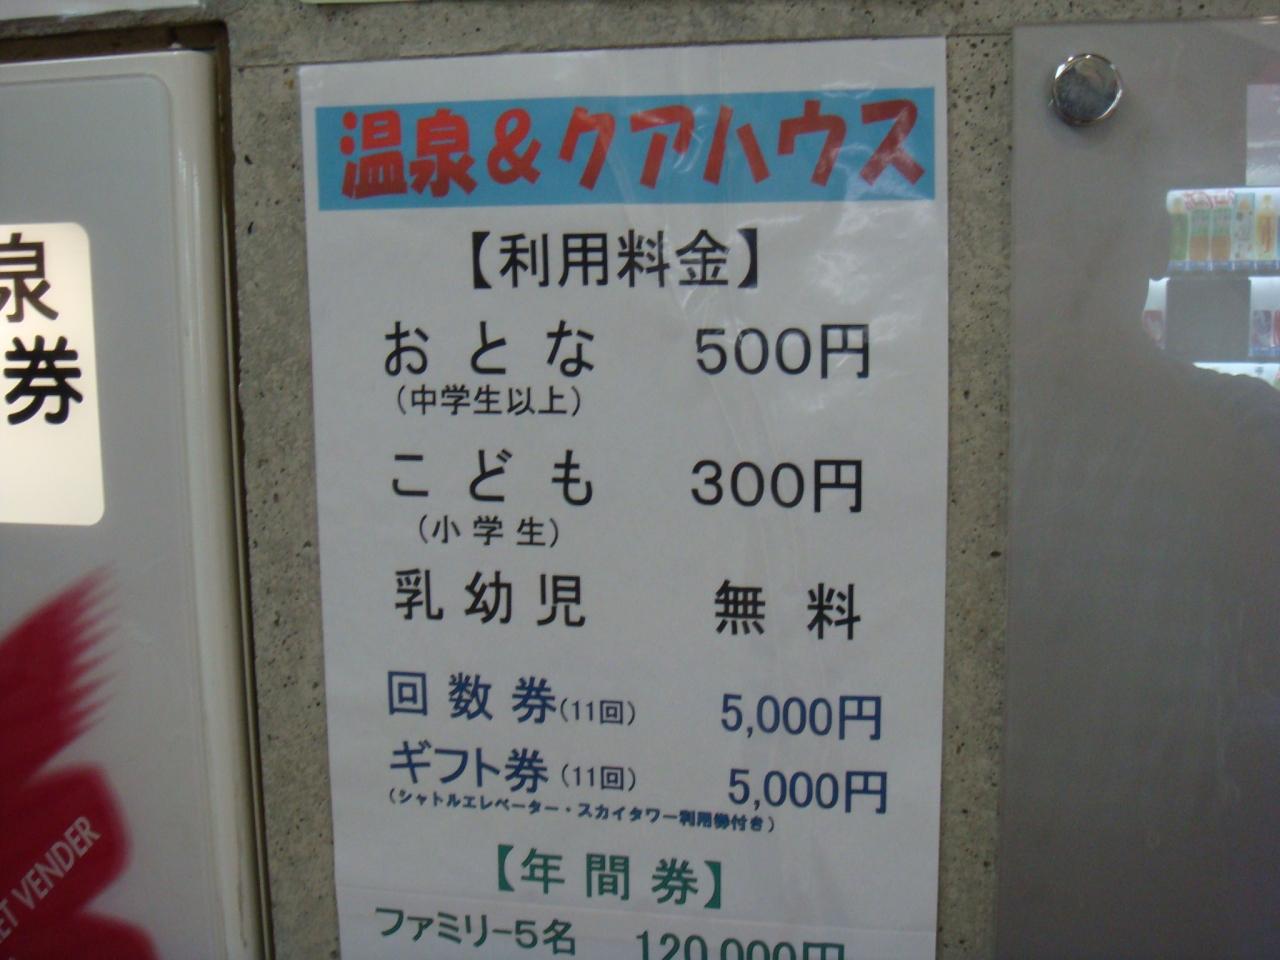 温泉&クアハウス
【利用料金】
おとな 500円
(中学生以上)
こども 300円
(小学生)
乳幼児 無料
回数券(11回) 5,000円
ギフト券(11回) 5,000円
(シャトルエレベーター・スカイタワー利用券付き)
【年間券】
ファミリー5名 120,000円
泉
券
ET VENDER